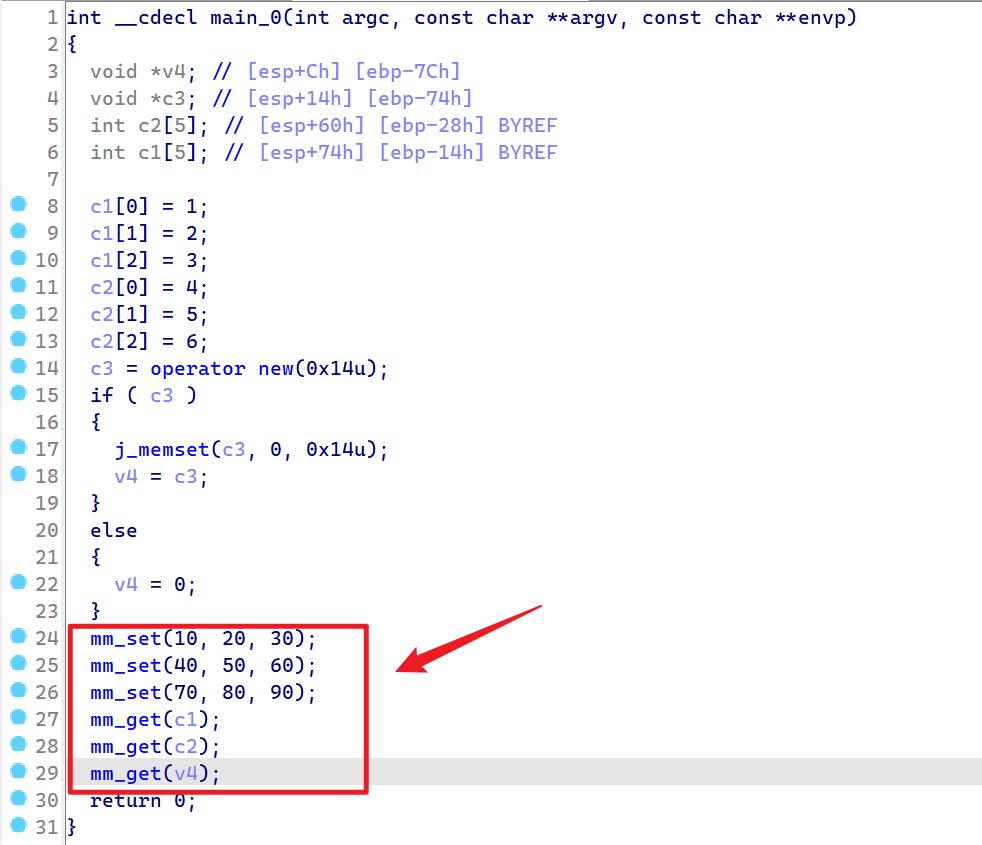 1 int __cdecl main_0(int argc, const char **argv, const char **envp)
2 {
3 void *v4; // [esp+Ch] [ebp-7Ch]
4 void *c3; // [esp+14h] [ebp-74h]
5 int c2[5]; // [esp+60h] [ebp-28h] BYREF
6 int c1[5]; // [esp+74h] [ebp-14h] BYREF
7
8 c1[0] = 1;
9 c1[1] = 2;
10 c1[2] = 3;
11 c2[0] = 4;
12 c2[1] = 5;
13 c2[2] = 6;
14 c3 = operator new(0x14u);
15 if ( c3 )
16 {
17 j_memset(c3, 0, 0x14u);
18 v4 = c3;
19 }
20 else
21 {
22 v4 = 0;
23 }
24 mm_set(10, 20, 30);
25 mm_set(40, 50, 60);
26 mm_set(70, 80, 90);
27 mm_get(c1);
28 mm_get(c2);
29 mm_get(v4);
30 return 0;
31 }